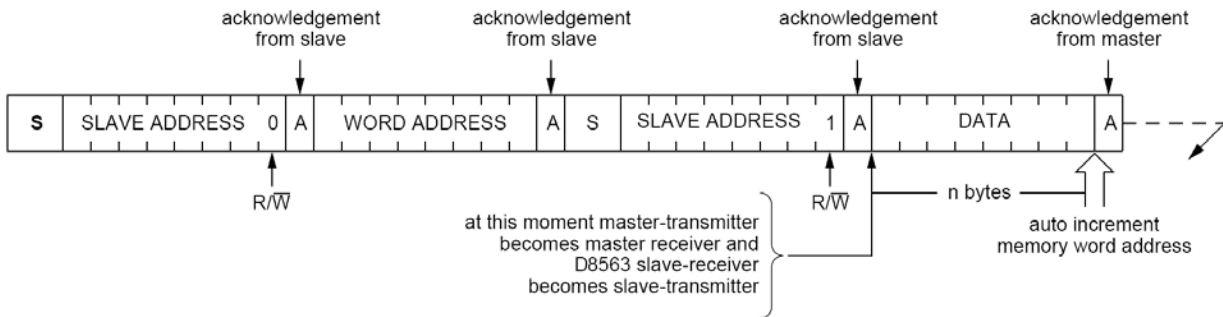 acknowledgement
from slave
acknowledgement
from slave
acknowledgement
from slave
acknowledgement
from master
S SLAVE ADDRESS 0 A WORD ADDRESS A S SLAVE ADDRESS 1 A DATA A
R/W̅
R/W̅
n bytes
at this moment master-transmitter
becomes master receiver and
D8563 slave-receiver
becomes slave-transmitter
auto increment
memory word address